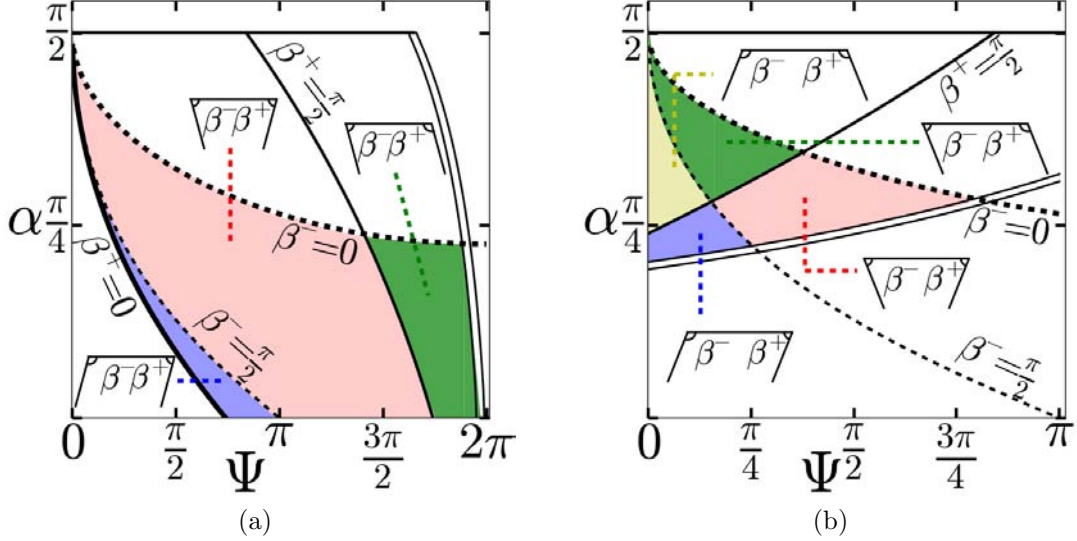 π/2
α π/4
0
π/2
π
3π/2
2π
Ψ
β⁺=π/2
β⁻β⁺
β⁻β⁺
β⁻=0
β⁺=0
β⁻=π/2
β⁻β⁺
(a)
π/2
α π/4
0
π/4
π/2
3π/4
π
Ψ
β⁻ β⁺
β⁺=π/2
β⁻ β⁺
β⁻=0
β⁻ β⁺
β⁻ β⁺
β⁻=π/2
(b)